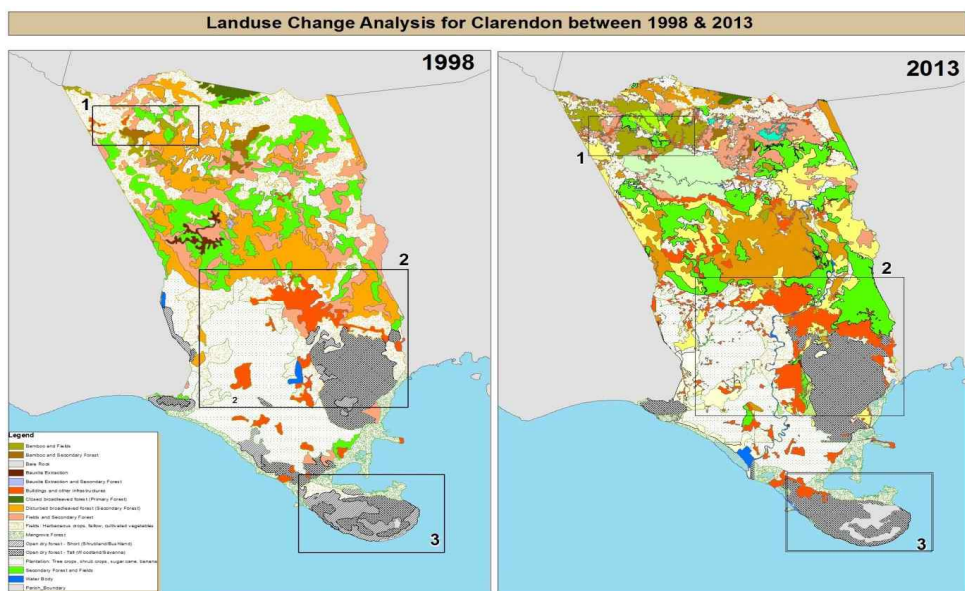 Landuse Change Analysis for Clarendon between 1998 & 2013
1998
1
2
2
3
2013
1
2
3
Legend
Bamboo and Fields
Bamboo and Secondary Forest
Bare Rock
Bauxite Extraction
Bauxite Extraction and Secondary Forest
Buildings and other infrastructures
Closed broadleaved forest (Primary Forest)
Disturbed broadleaved forest (Secondary Forest)
Fields and Secondary Forest
Fields: Herbaceous crops, fallow, cultivated vegetables
Mangrove Forest
Open dry forest - Short (Shrubland/Bushland)
Open dry forest - Tall (Woodland/Savanna)
Plantation: Tree crops, shrub crops, sugar cane, banana
Secondary Forest and Fields
Water Body
Parish_Boundary